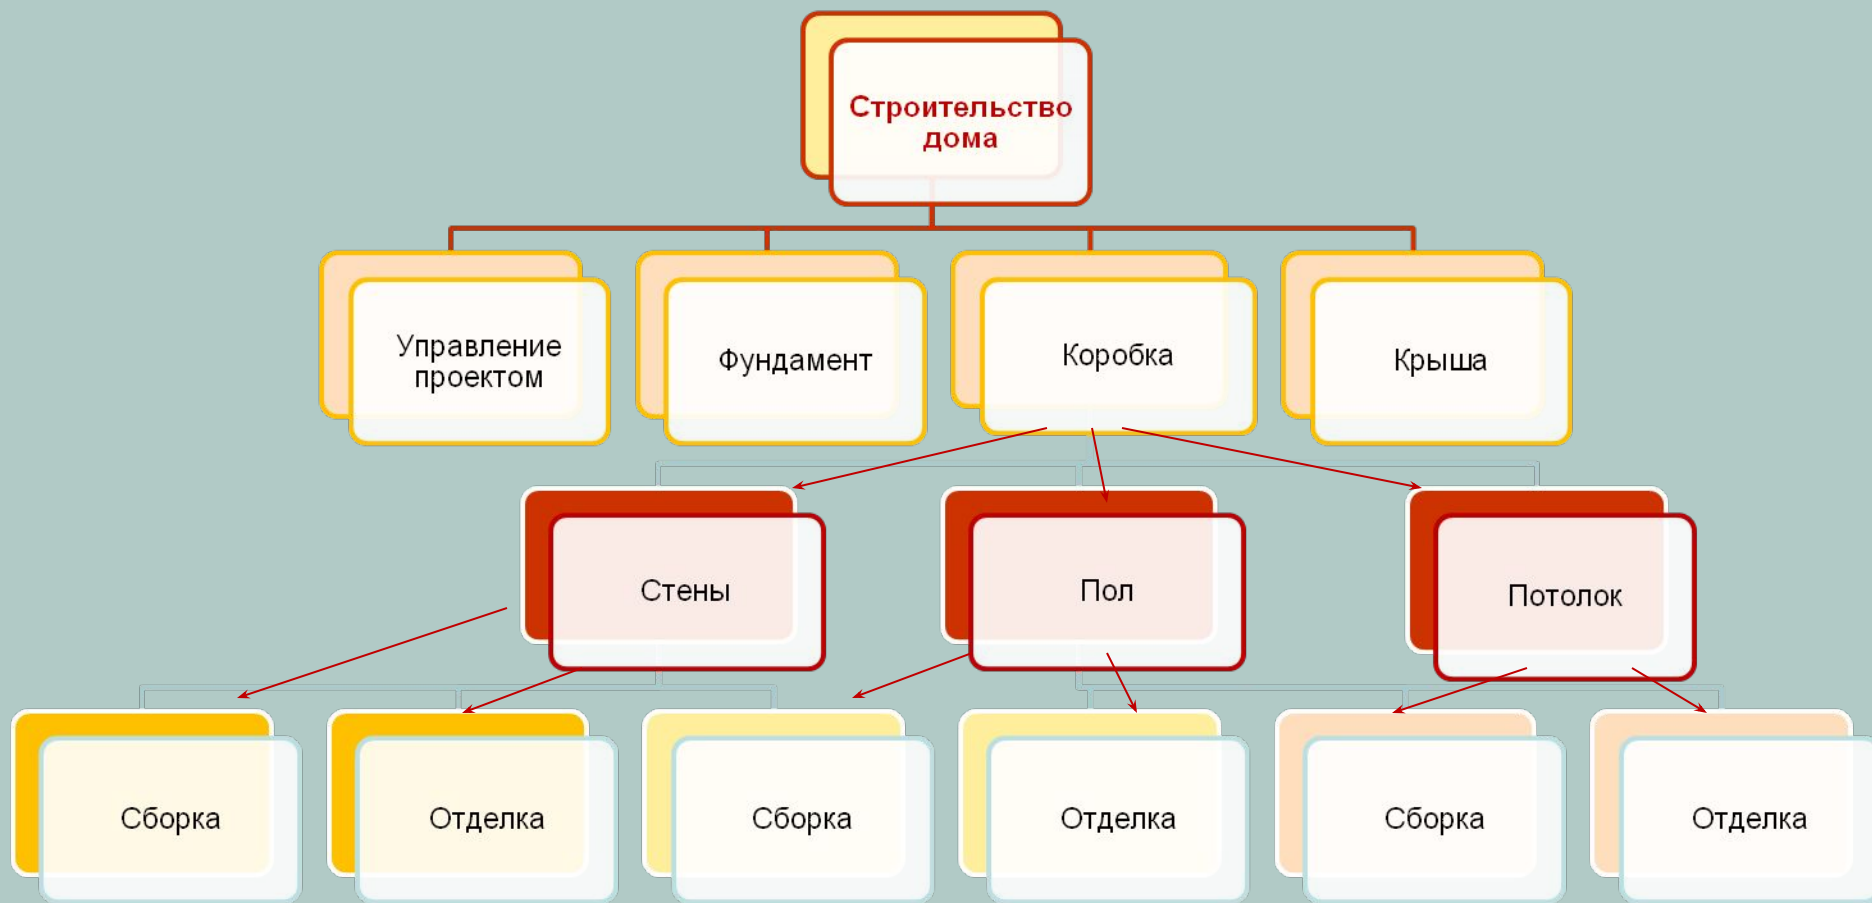 Строительство
дома
Управление
проектом
Фундамент
Коробка
Крыша
Стены
Пол
Потолок
Сборка
Отделка
Сборка
Отделка
Сборка
Отделка